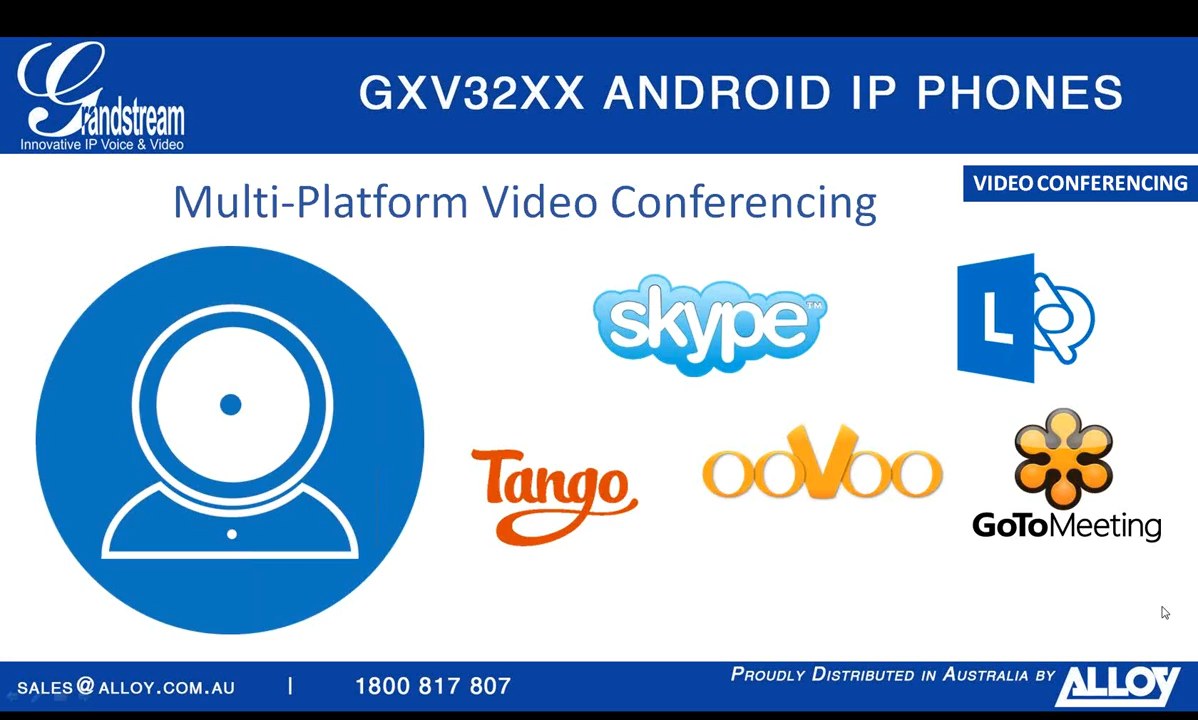 Grandstream
Innovative IP Voice & Video
GXV32XX ANDROID IP PHONES
VIDEO CONFERENCING
Multi-Platform Video Conferencing
skype™
L
Tango
ooVoo
GoToMeeting
SALES@ALLOY.COM.AU | 1800 817 807
PROUDLY DISTRIBUTED IN AUSTRALIA BY ALLOY